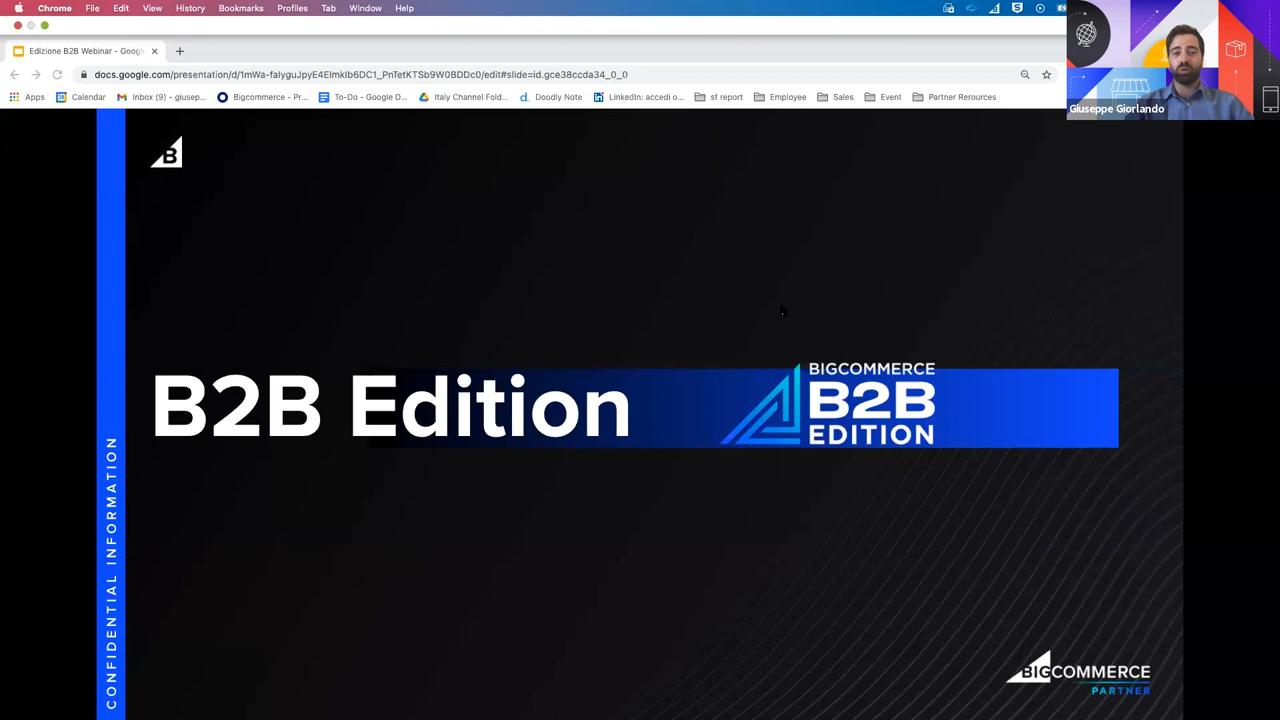 Chrome File Edit View History Bookmarks Profiles Tab Window Help
Edizione B2B Webinar - Googl
docs.google.com/presentation/d/1mWa-falyguJpyE4ElmkIb6DC1_PnTetKTSb9W0BDDc0/edit#slide=id.gce38ccda34_0_0
Apps Calendar Inbox (9) - giusep... Bigcommerce - Pr... To-Do - Google D... Italy Channel Fold... Doodly Note LinkedIn: accedi o... sf report Employee Sales Event Partner Rerources
Giuseppe Giorlando
B
B2B Edition
BIGCOMMERCE
B2B
EDITION
CONFIDENTIAL INFORMATION
BIGCOMMERCE
PARTNER